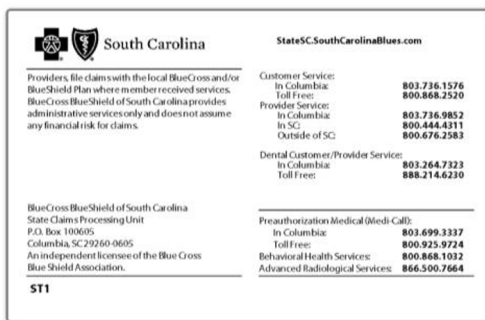 South Carolina
StateSC.SouthCarolinaBlues.com
Providers, file claims with the local BlueCross and/or
BlueShield Plan where member received services.
BlueCross BlueShield of South Carolina provides
administrative services only and does not assume
any financial risk for claims.
Customer Service:
In Columbia: 803.736.1576
Toll Free: 800.868.2520
Provider Service:
In Columbia: 803.736.9852
In SC: 800.444.4311
Outside of SC: 800.676.2583
Dental Customer/Provider Service:
In Columbia: 803.264.7323
Toll Free: 888.214.6230
BlueCross BlueShield of South Carolina
State Claims Processing Unit
P.O. Box 100605
Columbia, SC 29260-0605
An independent licensee of the Blue Cross
Blue Shield Association.
Preauthorization Medical (Medi-Call):
In Columbia: 803.699.3337
Toll Free: 800.925.9724
Behavioral Health Services: 800.868.1032
Advanced Radiological Services: 866.500.7664
ST1